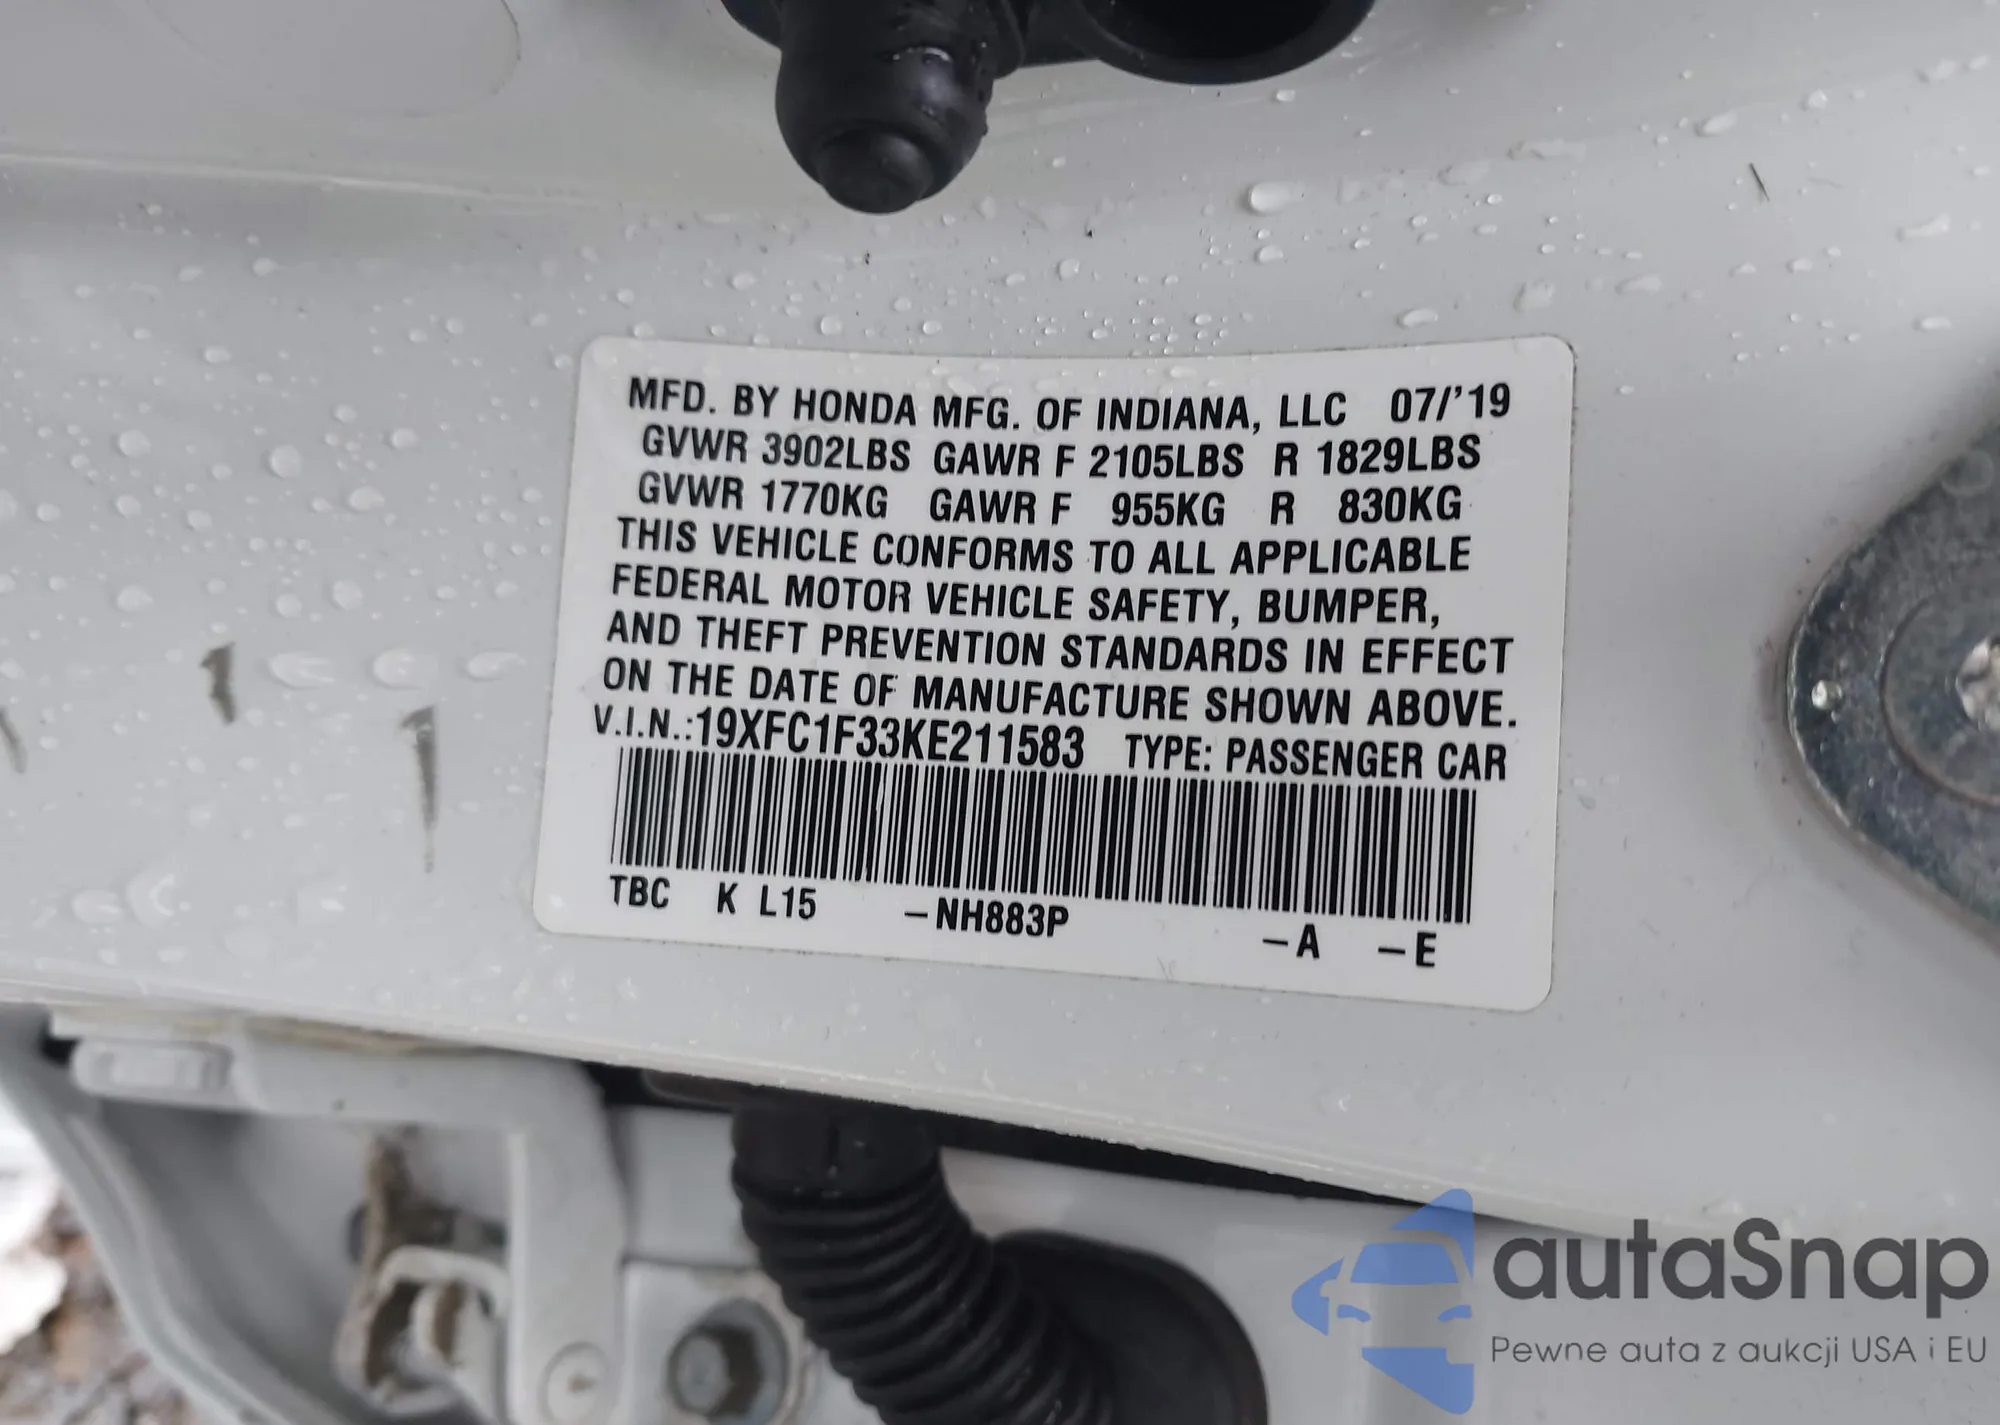 MFD. BY HONDA MFG. OF INDIANA, LLC 07/'19
GVWR 3902LBS GAWR F 2105LBS R 1829LBS
GVWR 1770KG GAWR F 955KG R 830KG
THIS VEHICLE CONFORMS TO ALL APPLICABLE
FEDERAL MOTOR VEHICLE SAFETY, BUMPER,
AND THEFT PREVENTION STANDARDS IN EFFECT
ON THE DATE OF MANUFACTURE SHOWN ABOVE.
V.I.N.:19XFC1F33KE211583 TYPE: PASSENGER CAR
TBC K L15 -NH883P -A -E
autaSnap
Pewne auta z aukcji USA i EU